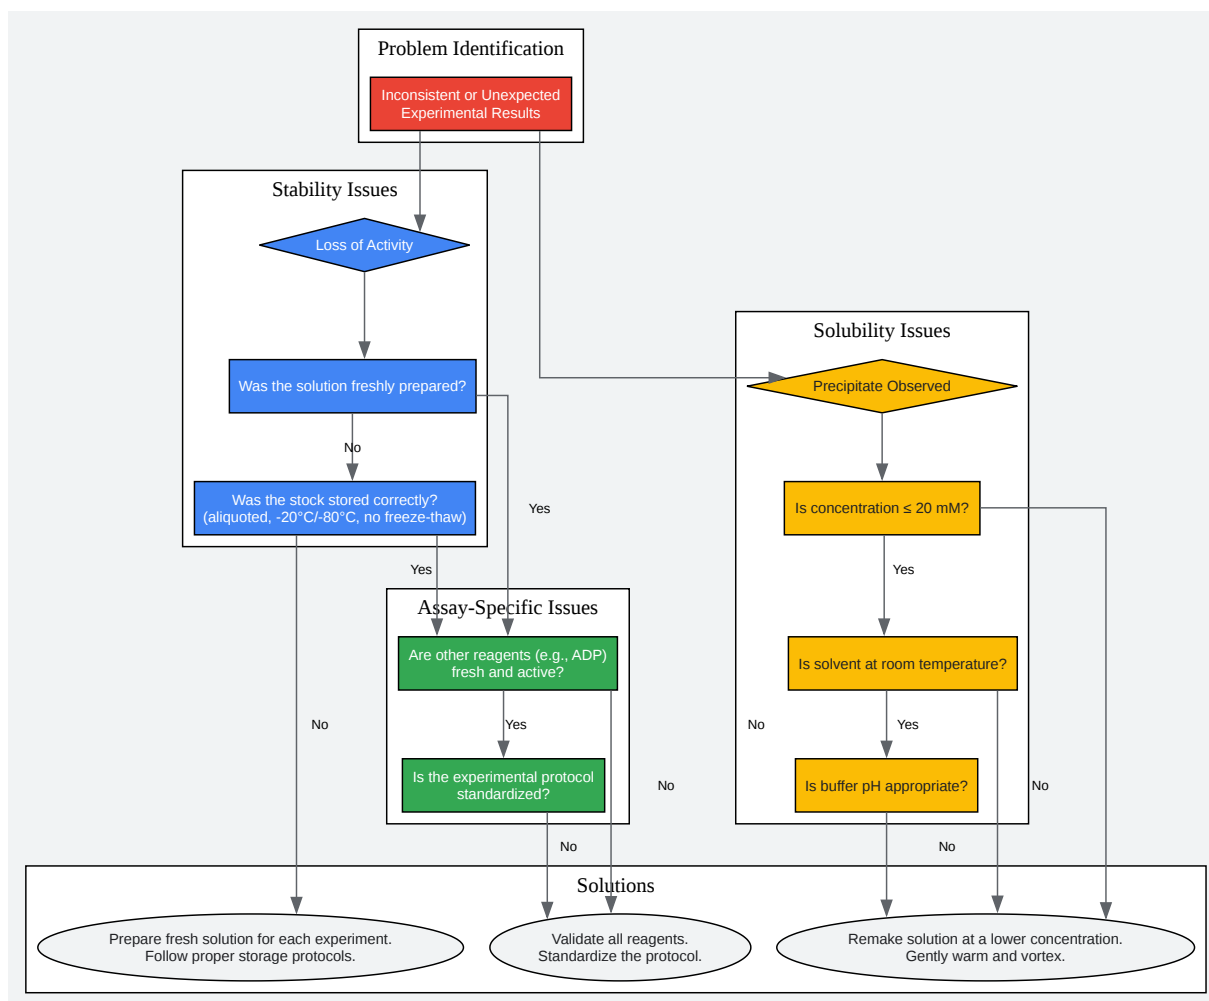 Problem Identification
Inconsistent or Unexpected
Experimental Results
Stability Issues
Loss of Activity
Was the solution freshly prepared?
No
Was the stock stored correctly?
(aliquoted, -20°C/-80°C, no freeze-thaw)
Yes
Yes
No
Solubility Issues
Precipitate Observed
Is concentration ≤ 20 mM?
Yes
Is solvent at room temperature?
No
Yes
Is buffer pH appropriate?
No
No
Assay-Specific Issues
Are other reagents (e.g., ADP)
fresh and active?
Yes
Is the experimental protocol
standardized?
No
No
Solutions
Prepare fresh solution for each experiment.
Follow proper storage protocols.
Validate all reagents.
Standardize the protocol.
Remake solution at a lower concentration.
Gently warm and vortex.